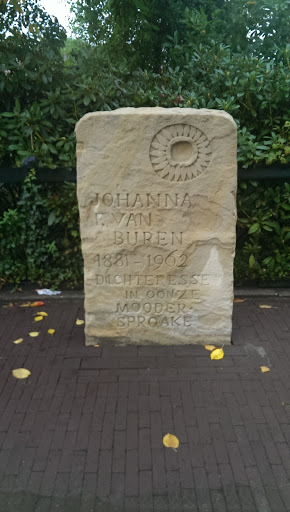 JOHANNA
F. VAN
BUREN
1881-1962
DICHTERESSE
IN OONZE
MOODER-
SPROAKE